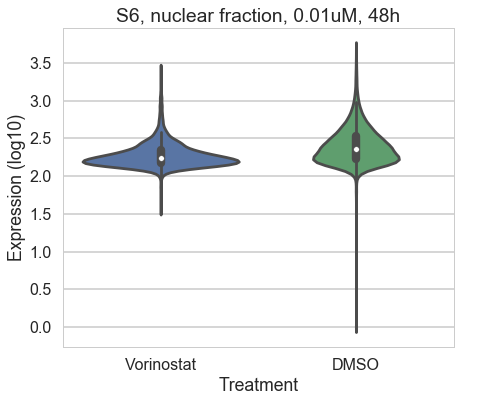 S6, nuclear fraction, 0.01uM, 48h
Expression (log10)
3.5
3.0
2.5
2.0
1.5
1.0
0.5
0.0
Vorinostat DMSO
Treatment